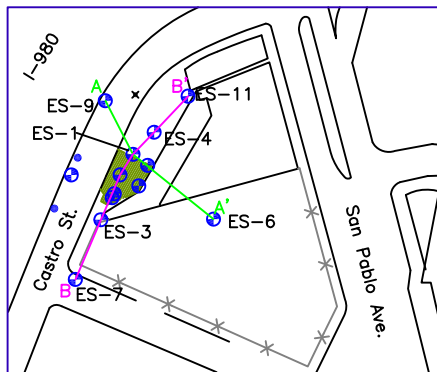 I-980
A
B'
ES-9
ES-11
ES-1
ES-4
A'
ES-6
ES-3
Castro St.
San Pablo Ave.
ES-7
B